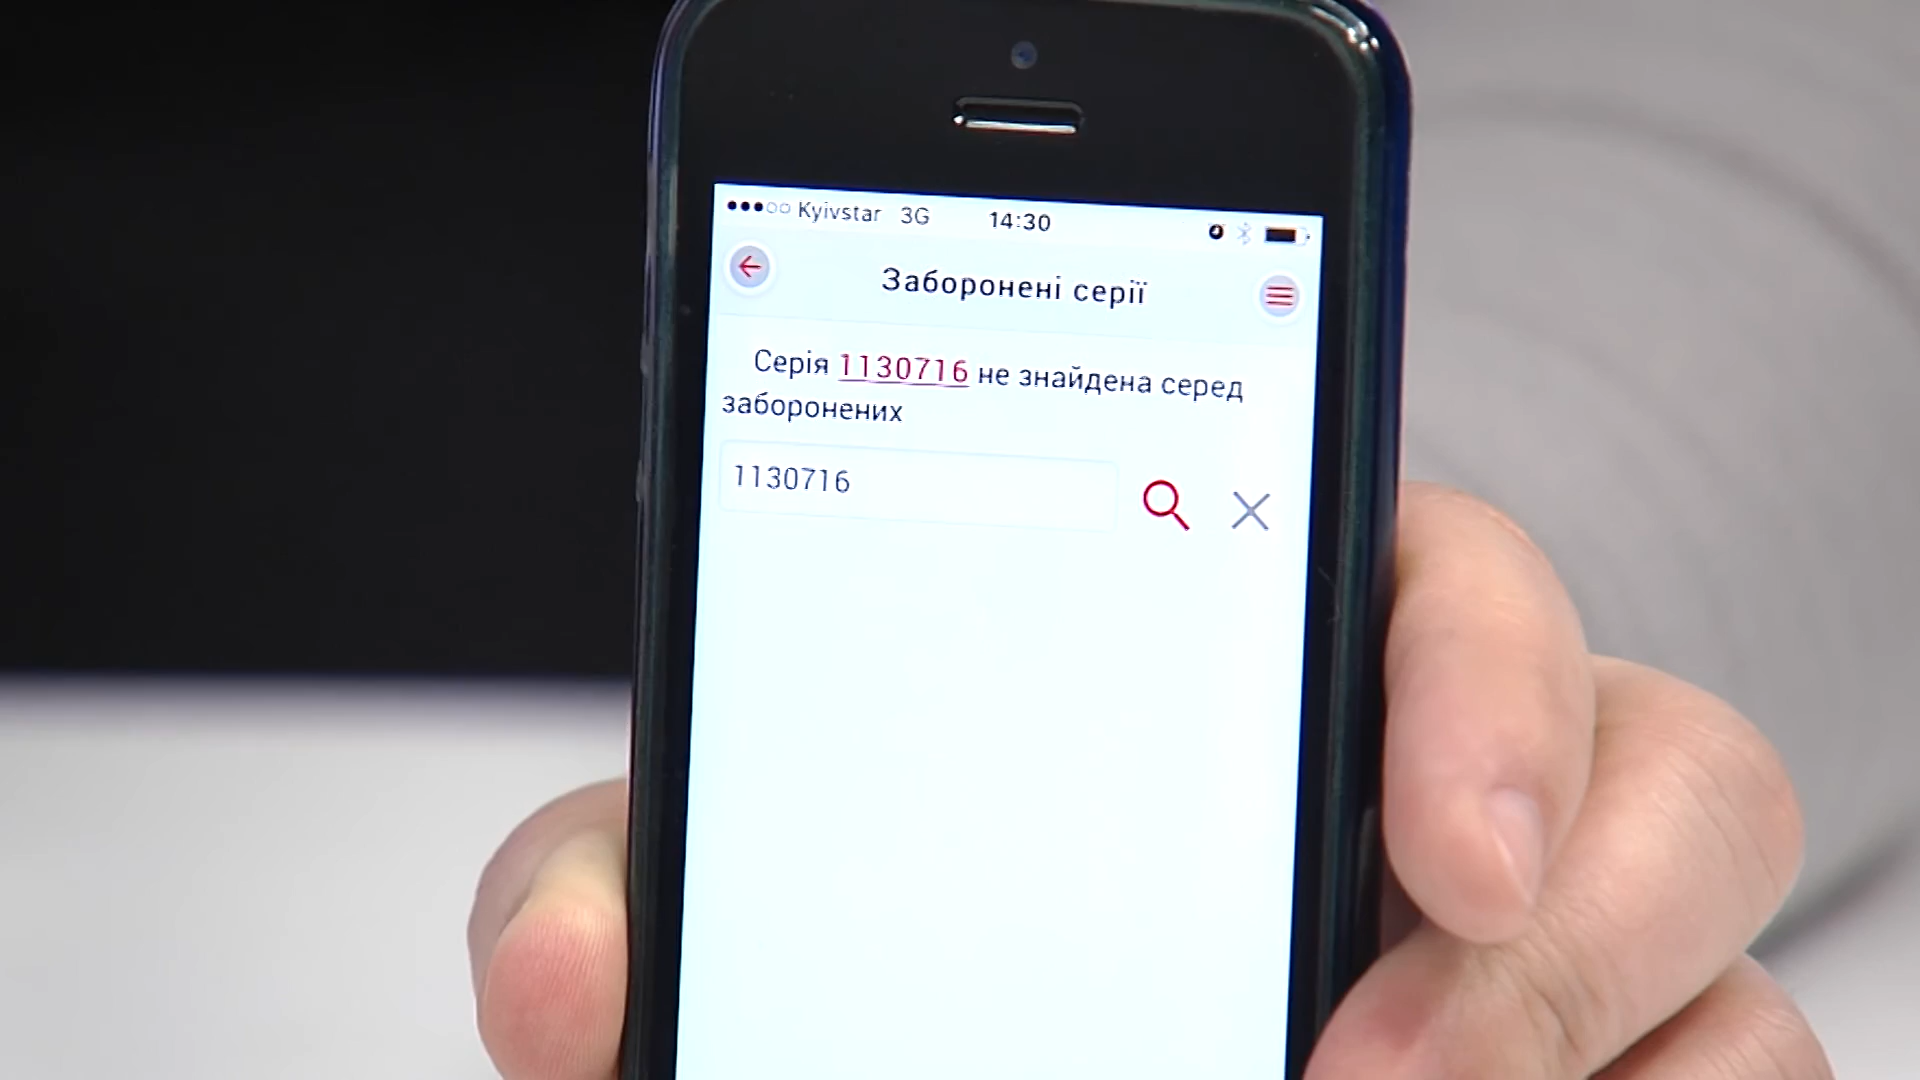 Kyivstar 3G 14:30
Заборонені серії
Серія 1130716 не знайдена серед
заборонених
1130716